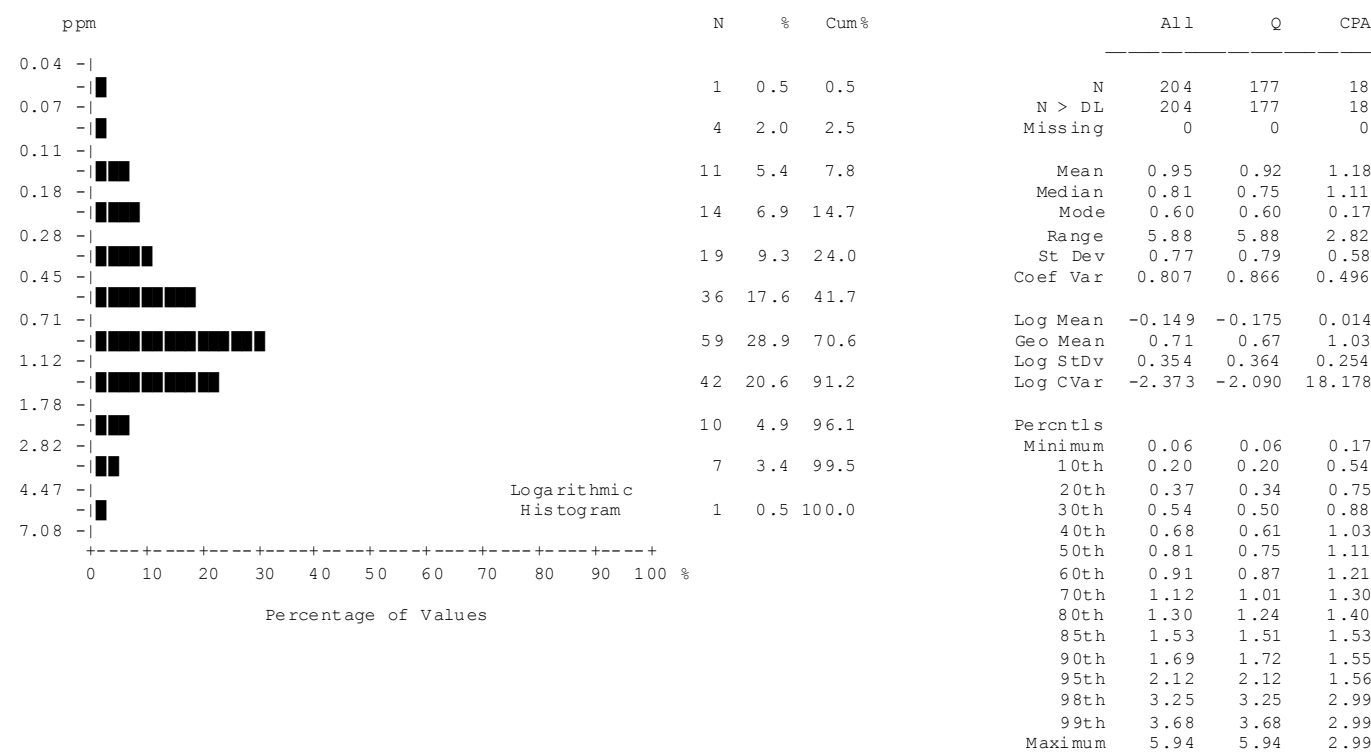 ppm N % Cum% All Q CPA
0.04 -|
-| 1 0.5 0.5 N 204 177 18
0.07 -| N > DL 204 177 18
-| 4 2.0 2.5 Missing 0 0 0
0.11 -|
-| 11 5.4 7.8 Mean 0.95 0.92 1.18
0.18 -| Median 0.81 0.75 1.11
-| 14 6.9 14.7 Mode 0.60 0.60 0.17
0.28 -| Range 5.88 5.88 2.82
-| 19 9.3 24.0 St Dev 0.77 0.79 0.58
0.45 -| Coef Var 0.807 0.866 0.496
-| 36 17.6 41.7
0.71 -| Log Mean -0.149 -0.175 0.014
-| 59 28.9 70.6 Geo Mean 0.71 0.67 1.03
1.12 -| Log StDv 0.354 0.364 0.254
-| 42 20.6 91.2 Log CVar -2.373 -2.090 18.178
1.78 -|
-| 10 4.9 96.1 Percntls
2.82 -| Minimum 0.06 0.06 0.17
-| 7 3.4 99.5 10th 0.20 0.20 0.54
4.47 -| Logarithmic 20th 0.37 0.34 0.75
-| Histogram 1 0.5 100.0 30th 0.54 0.50 0.88
7.08 -| 40th 0.68 0.61 1.03
+----+----+----+----+----+----+----+----+----+----+ 50th 0.81 0.75 1.11
0 10 20 30 40 50 60 70 80 90 100 % 60th 0.91 0.87 1.21
70th 1.12 1.01 1.30
Percentage of Values 80th 1.30 1.24 1.40
85th 1.53 1.51 1.53
90th 1.69 1.72 1.55
95th 2.12 2.12 1.56
98th 3.25 3.25 2.99
99th 3.68 3.68 2.99
Maximum 5.94 5.94 2.99